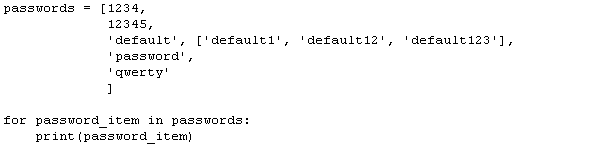 passwords = [1234,
             12345,
             'default', ['default1', 'default12', 'default123'],
             'password',
             'qwerty'
             ]

for password_item in passwords:
    print(password_item)